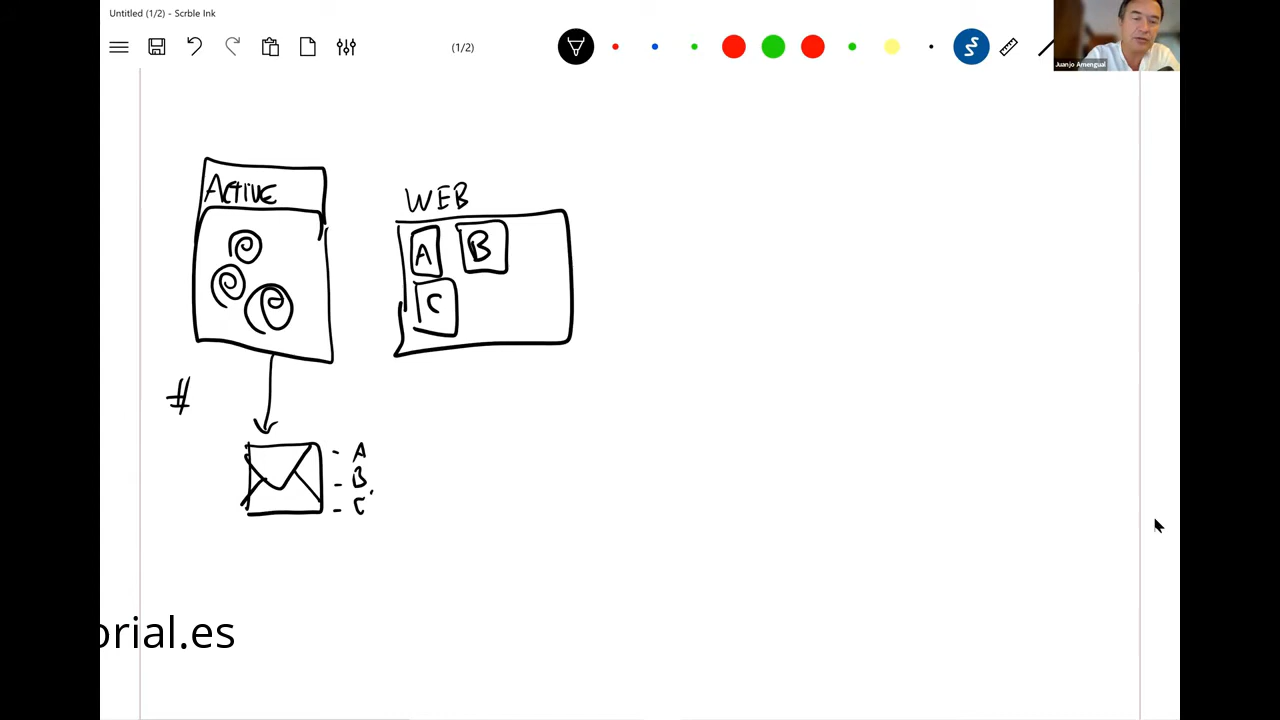 Untitled (1/2) - Scrble Ink
(1/2)
Juanjo Amengual
ACTIVE
WEB
A
B
C
#
- A
- B
- C
orial.es